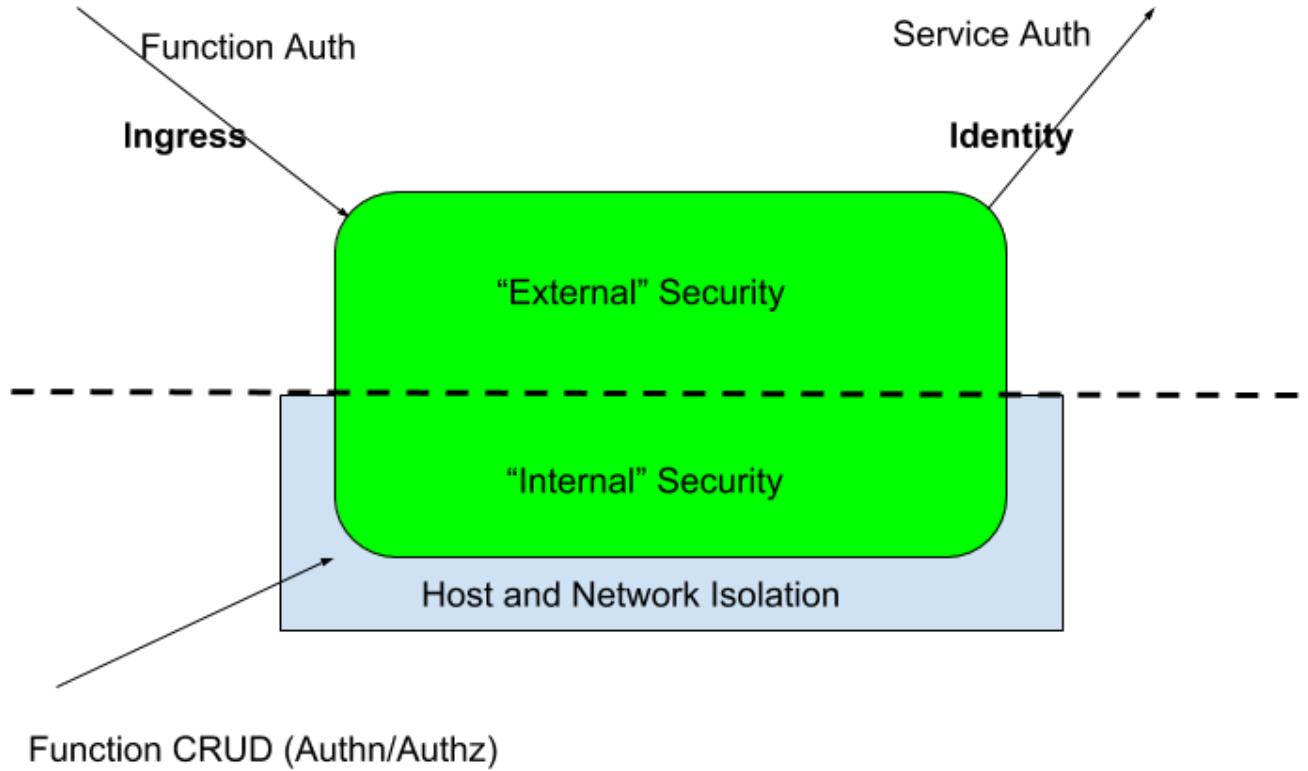 Function Auth
Service Auth
Ingress
Identity
“External” Security
“Internal” Security
Host and Network Isolation
Function CRUD (Authn/Authz)